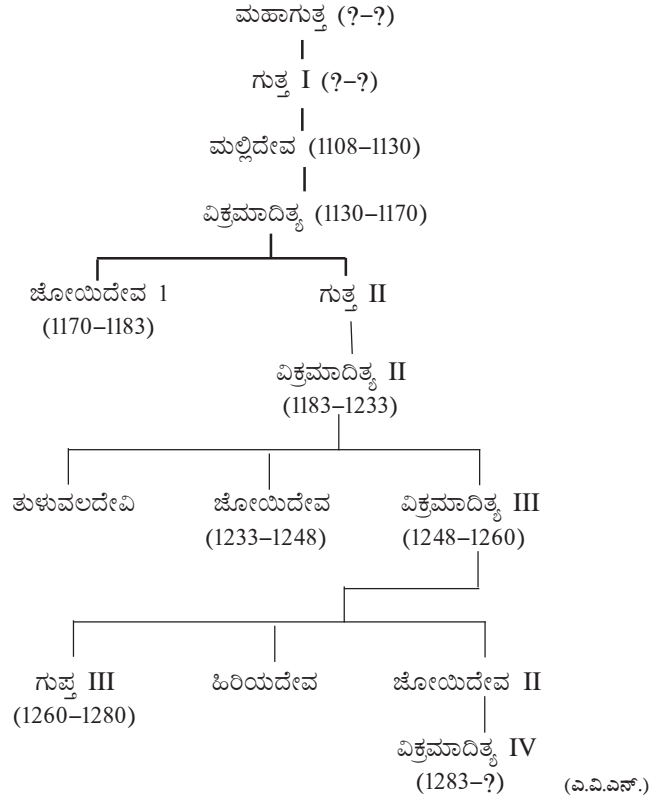 ಮಹಾಗುತ್ತ (?–?)
ಗುತ್ತ I (?–?)
ಮಲ್ಲಿದೇವ (1108–1130)
ವಿಕ್ರಮಾದಿತ್ಯ (1130–1170)
ಜೋಯಿದೇವ 1 ಗುತ್ತ II
(1170–1183)
ವಿಕ್ರಮಾದಿತ್ಯ II
(1183–1233)
ತುಳುವಲದೇವಿ ಜೋಯಿದೇವ ವಿಕ್ರಮಾದಿತ್ಯ III
(1233–1248) (1248–1260)
ಗುಪ್ತ III ಹಿರಿಯದೇವ ಜೋಯಿದೇವ II
(1260–1280)
ವಿಕ್ರಮಾದಿತ್ಯ IV
(1283–?) (ಎ.ವಿ.ಎನ್.)